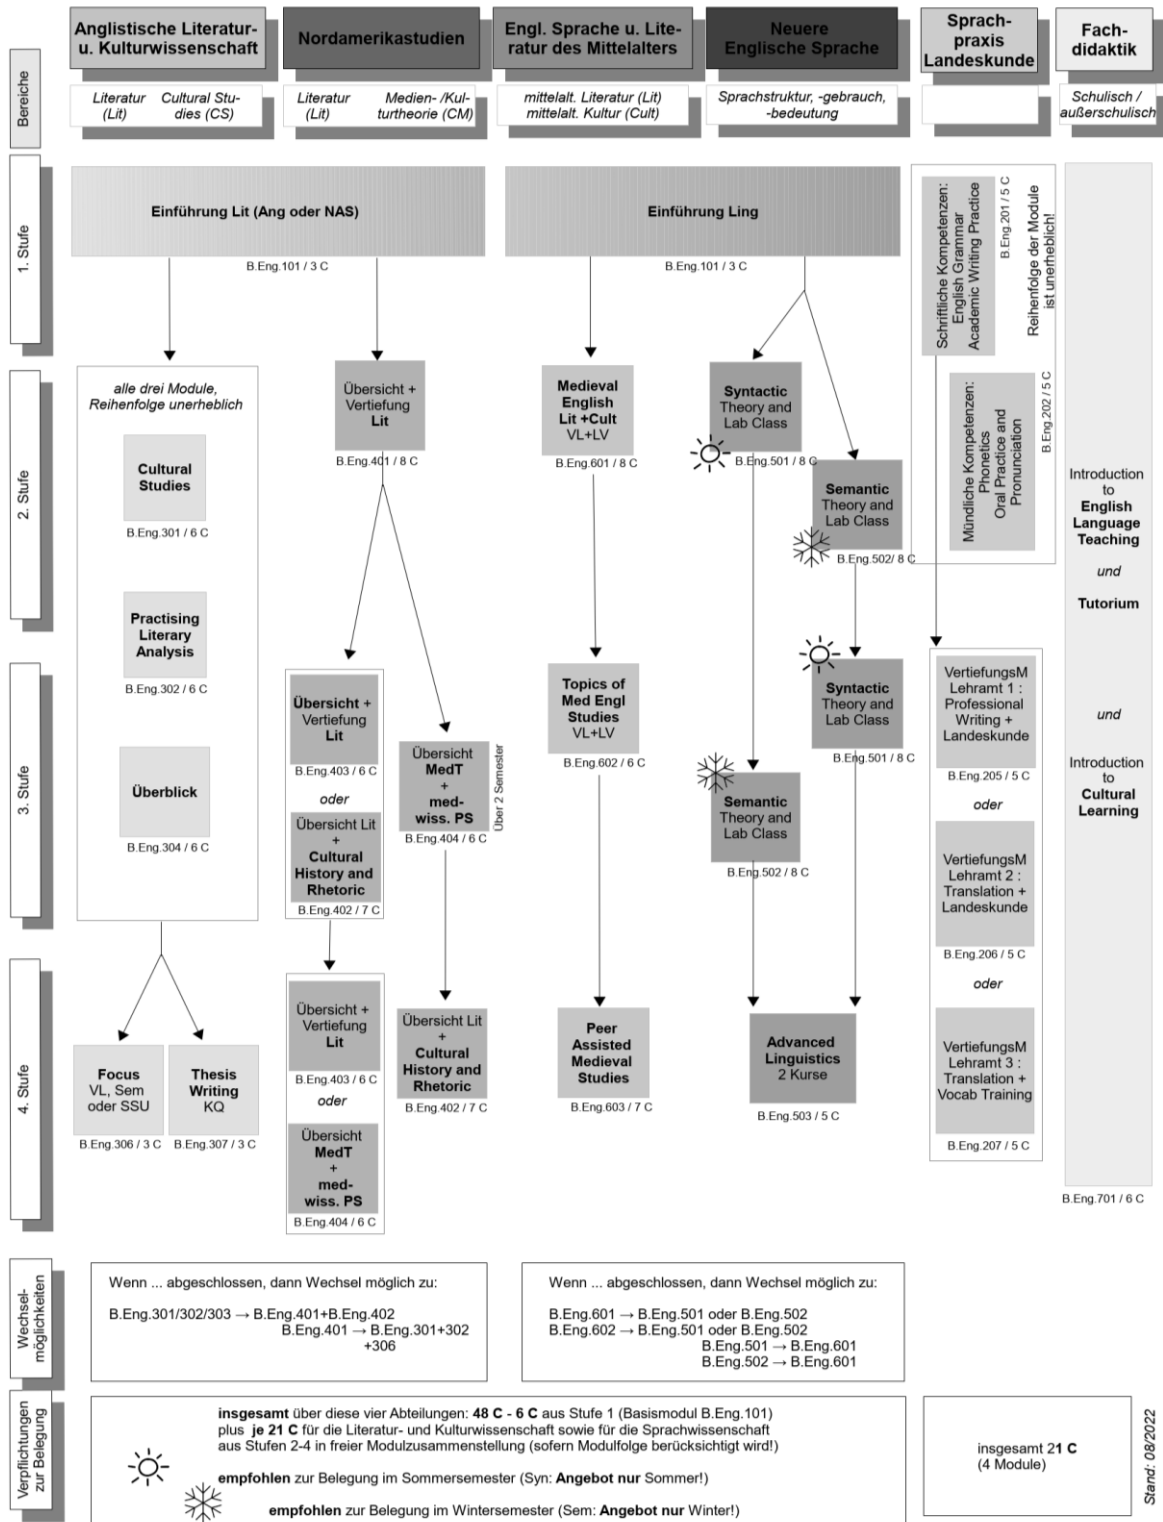 Anglistische Literatur-
u. Kulturwissenschaft
Nordamerikastudien
Engl. Sprache u. Lite-
ratur des Mittelalters
Neuere
Englische Sprache
Sprach-
praxis
Landeskunde
Fach-
didaktik
Bereiche
Literatur
(Lit)
Cultural Stu-
dies (CS)
Literatur
(Lit)
Medien- /Kul-
turtheorie (CM)
mittelalt. Literatur (Lit)
mittelalt. Kultur (Cult)
Sprachstruktur, -gebrauch,
-bedeutung
Schulisch /
außerschulisch
1. Stufe
Einführung Lit (Ang oder NAS)
B.Eng.101 / 3 C
Einführung Ling
B.Eng.101 / 3 C
Schriftliche Kompetenzen:
English Grammar
Academic Writing Practice
B.Eng.201 / 5 C
Reihenfolge der Module
ist unerheblich!
2. Stufe
alle drei Module,
Reihenfolge unerheblich
Cultural
Studies
B.Eng.301 / 6 C
Practising
Literary
Analysis
B.Eng.302 / 6 C
Überblick
B.Eng.304 / 6 C
Übersicht +
Vertiefung
Lit
B.Eng.401 / 8 C
Medieval
English
Lit +Cult
VL+LV
B.Eng.601 / 8 C
Syntactic
Theory and
Lab Class
B.Eng.501 / 8 C
Semantic
Theory and
Lab Class
B.Eng.502/ 8 C
Mündliche Kompetenzen:
Phonetics
Oral Practice and
Pronunciation
B.Eng.202 / 5 C
Introduction
to
English
Language
Teaching
und
Tutorium
und
Introduction
to
Cultural
Learning
B.Eng.701 / 6 C
3. Stufe
Übersicht +
Vertiefung
Lit
B.Eng.403 / 6 C
oder
Übersicht Lit
+
Cultural
History and
Rhetoric
B.Eng.402 / 7 C
Übersicht
MedT
+
med-
wiss. PS
B.Eng.404 / 6 C
Über 2 Semester
Topics of
Med Engl
Studies
VL+LV
B.Eng.602 / 6 C
Syntactic
Theory and
Lab Class
B.Eng.501 / 8 C
Semantic
Theory and
Lab Class
B.Eng.502 / 8 C
VertiefungsM
Lehramt 1 :
Professional
Writing +
Landeskunde
B.Eng.205 / 5 C
oder
VertiefungsM
Lehramt 2 :
Translation +
Landeskunde
B.Eng.206 / 5 C
oder
VertiefungsM
Lehramt 3 :
Translation +
Vocab Training
B.Eng.207 / 5 C
4. Stufe
Focus
VL, Sem
oder SSU
B.Eng.306 / 3 C
Thesis
Writing
KQ
B.Eng.307 / 3 C
Übersicht +
Vertiefung
Lit
B.Eng.403 / 6 C
oder
Übersicht
MedT
+
med-
wiss. PS
B.Eng.404 / 6 C
Übersicht Lit
+
Cultural
History and
Rhetoric
B.Eng.402 / 7 C
Peer
Assisted
Medieval
Studies
B.Eng.603 / 7 C
Advanced
Linguistics
2 Kurse
B.Eng.503 / 5 C
Wechsel-
möglichkeiten
Wenn ... abgeschlossen, dann Wechsel möglich zu:
B.Eng.301/302/303 → B.Eng.401+B.Eng.402
B.Eng.401 → B.Eng.301+302
+306
Wenn ... abgeschlossen, dann Wechsel möglich zu:
B.Eng.601 → B.Eng.501 oder B.Eng.502
B.Eng.602 → B.Eng.501 oder B.Eng.502
B.Eng.501 → B.Eng.601
B.Eng.502 → B.Eng.601
Verpflichtungen
zur Belegung
insgesamt über diese vier Abteilungen: 48 C - 6 C aus Stufe 1 (Basismodul B.Eng.101)
plus je 21 C für die Literatur- und Kulturwissenschaft sowie für die Sprachwissenschaft
aus Stufen 2-4 in freier Modulzusammenstellung (sofern Modulfolge berücksichtigt wird!)
empfohlen zur Belegung im Sommersemester (Syn: Angebot nur Sommer!)
empfohlen zur Belegung im Wintersemester (Sem: Angebot nur Winter!)
insgesamt 21 C
(4 Module)
Stand: 08/2022